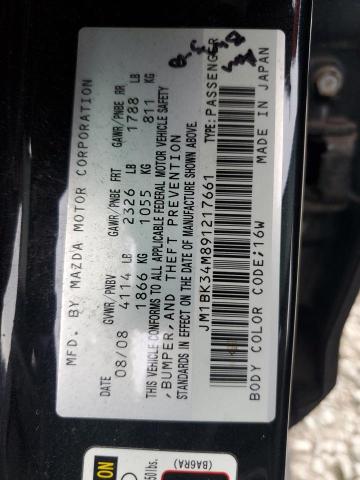 MFD. BY MAZDA MOTOR CORPORATION
DATE GVWR/PNBV GAWR/PNBE FRT GAWR/PNBE RR
08/08 4114 LB 2326 LB 1788 LB
1866 KG 1055 KG 811 KG
THIS VEHICLE CONFORMS TO ALL APPLICABLE FEDERAL MOTOR VEHICLE SAFETY
,BUMPER,AND THEFT PREVENTION
STANDARDS IN EFFECT ON THE DATE OF MANUFACTURE SHOWN ABOVE.
JM1BK34M891217661 TYPE:PASSENGER
BODY COLOR CODE;16W MADE IN JAPAN
ON
50lbs.
(BA6RA)